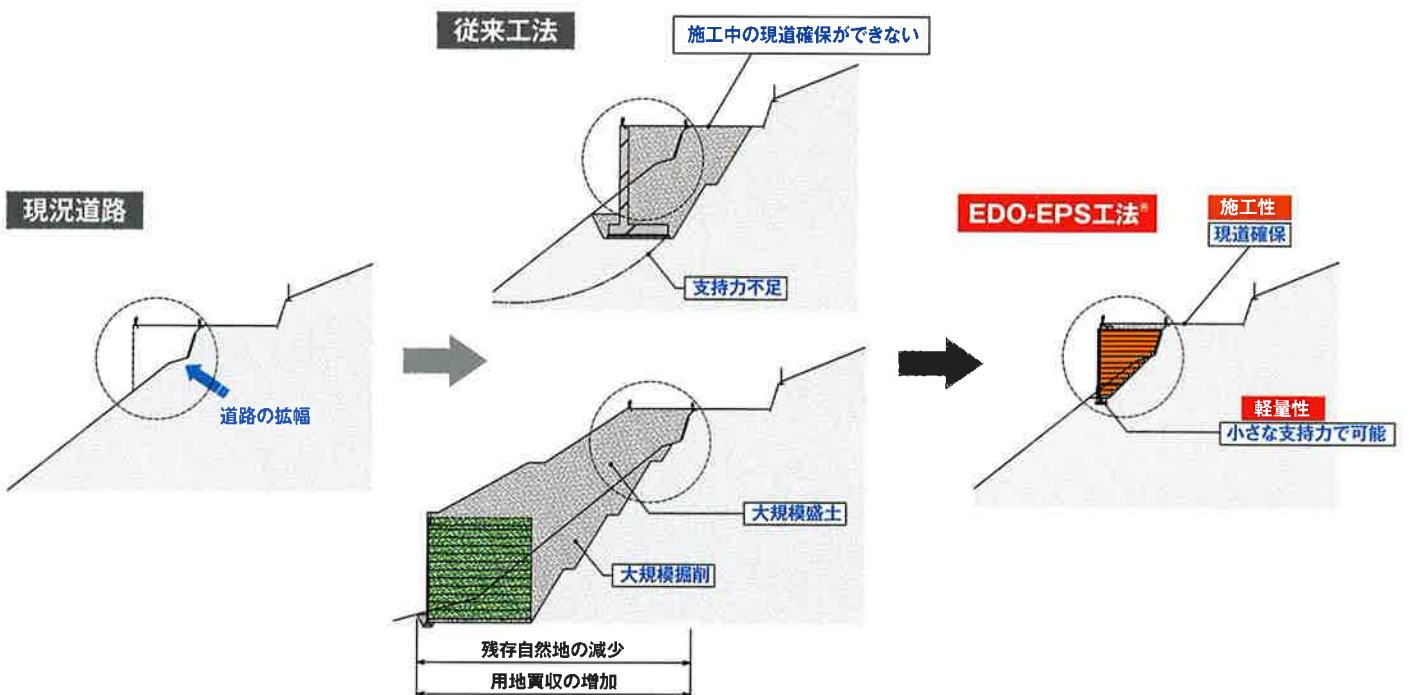 従来工法
施工中の現道確保ができない
現況道路
EDO-EPS工法®
施工性
現道確保
支持力不足
道路の拡幅
軽量性
小さな支持力で可能
大規模盛土
大規模掘削
残存自然地の減少
用地買収の増加